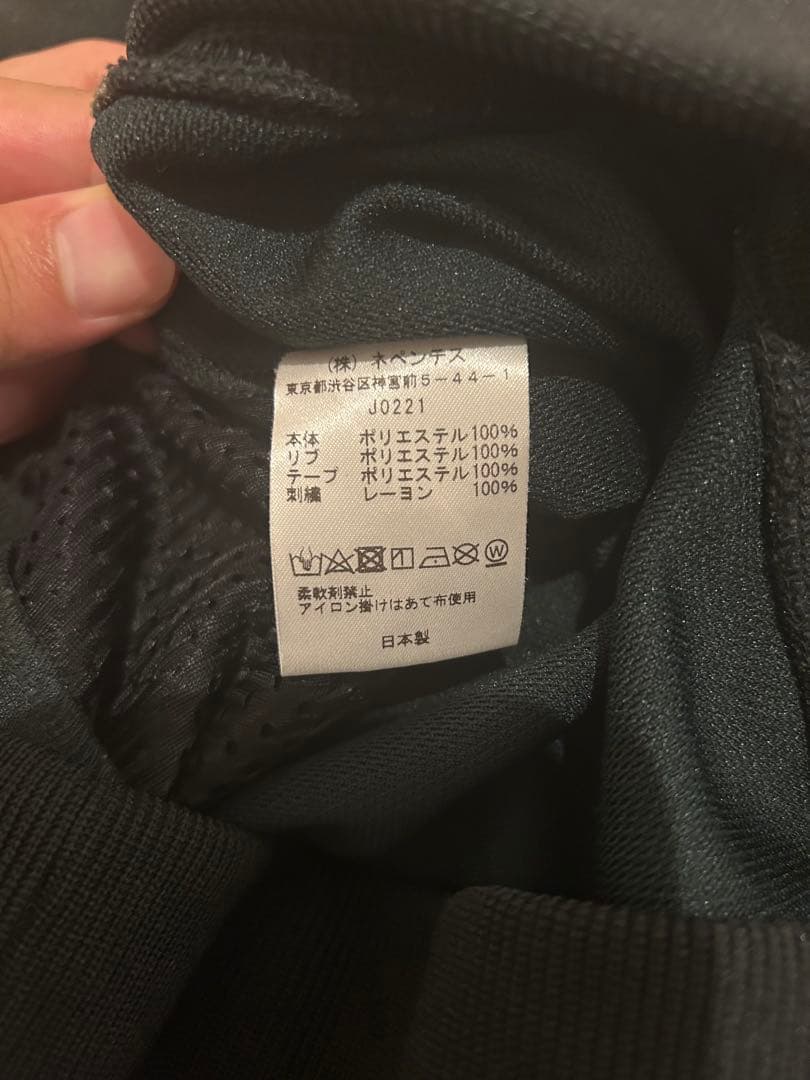 (株) ネペンテス
東京都渋谷区神宮前5-44-1
J0221
本体 ポリエステル100%
リブ ポリエステル100%
テープ ポリエステル100%
刺繍 レーヨン 100%
W
柔軟剤禁止
アイロン掛けはあて布使用
日本製